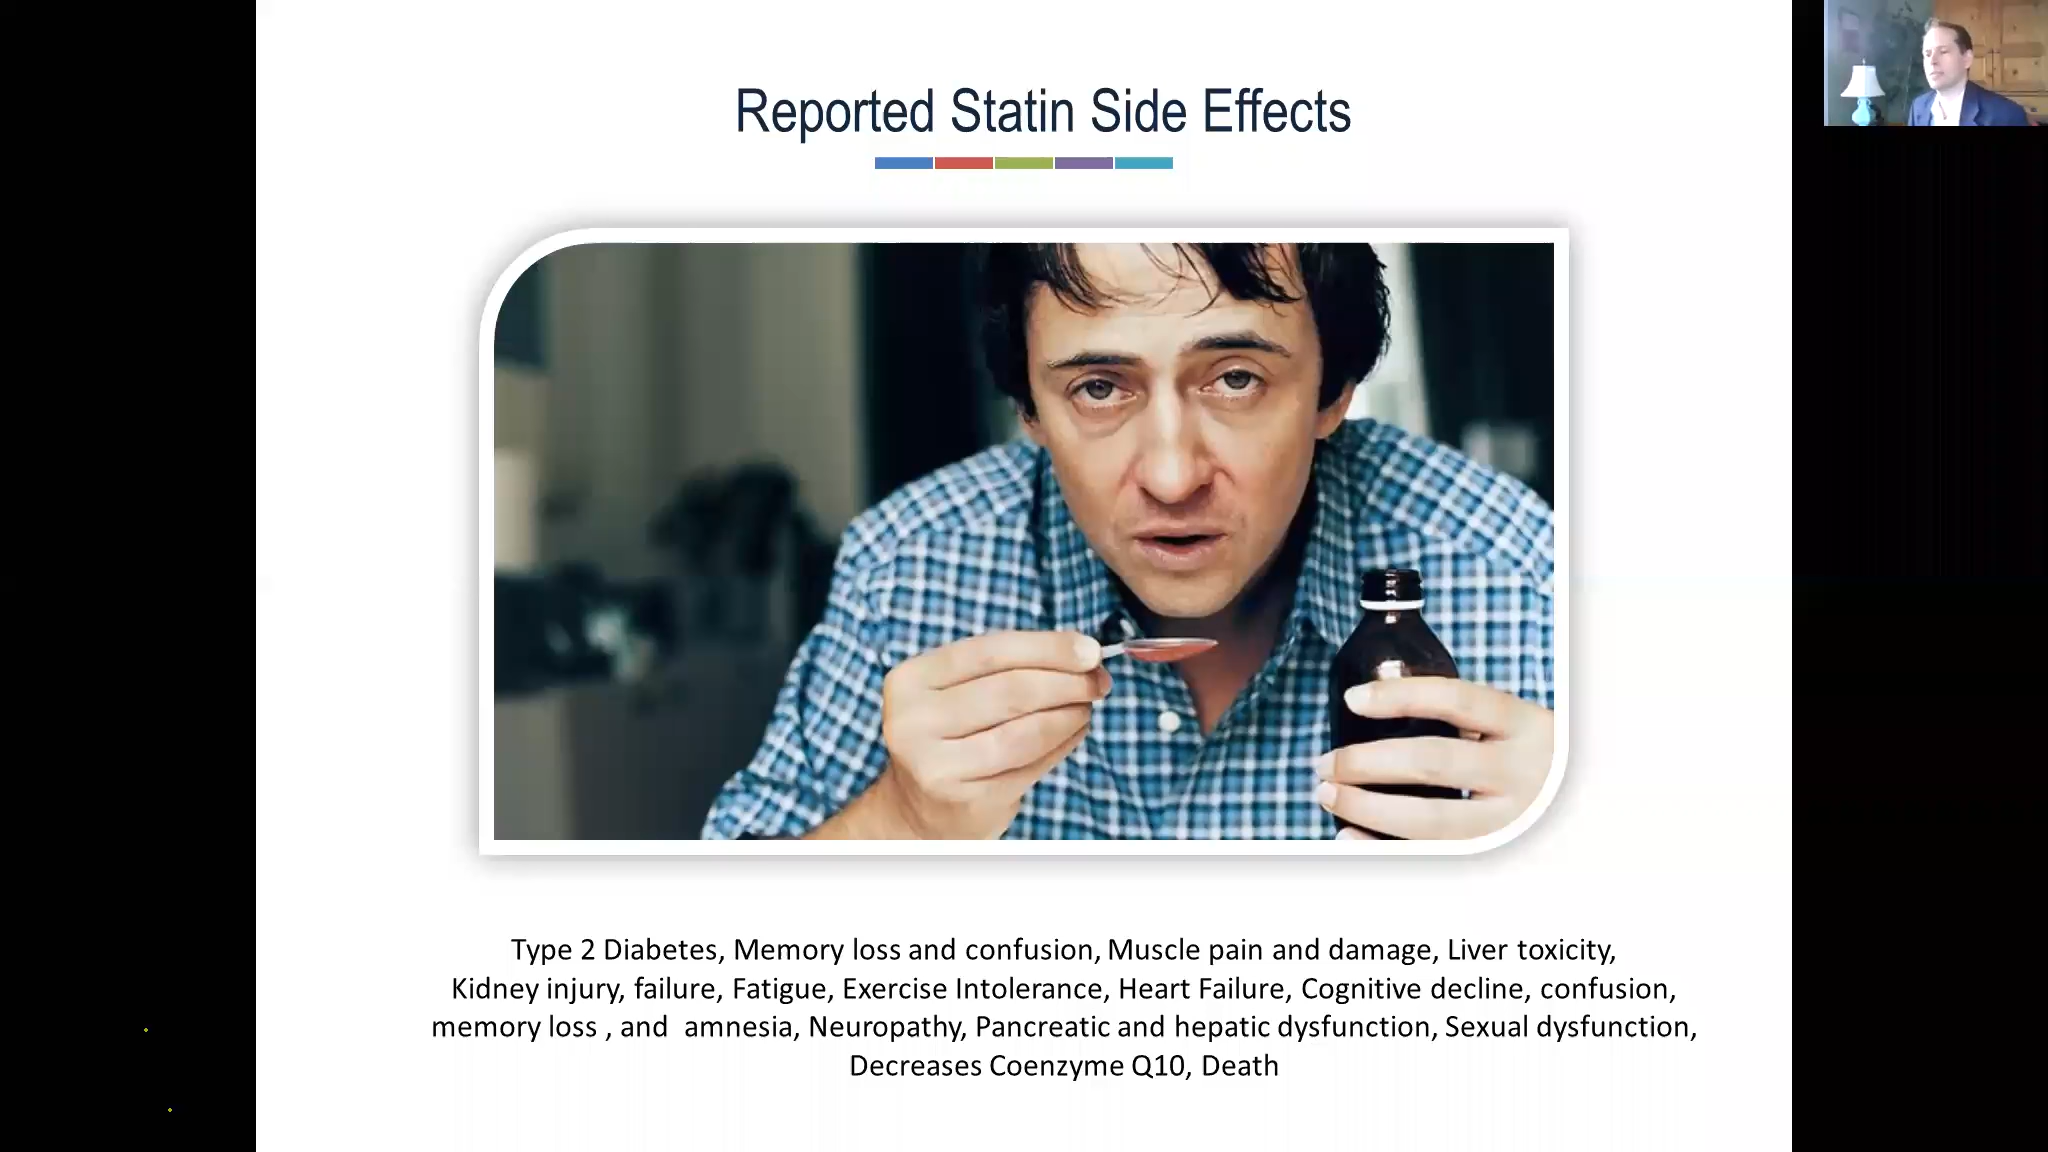 Reported Statin Side Effects
Type 2 Diabetes, Memory loss and confusion, Muscle pain and damage, Liver toxicity,
Kidney injury, failure, Fatigue, Exercise Intolerance, Heart Failure, Cognitive decline, confusion,
memory loss , and  amnesia, Neuropathy, Pancreatic and hepatic dysfunction, Sexual dysfunction,
Decreases Coenzyme Q10, Death